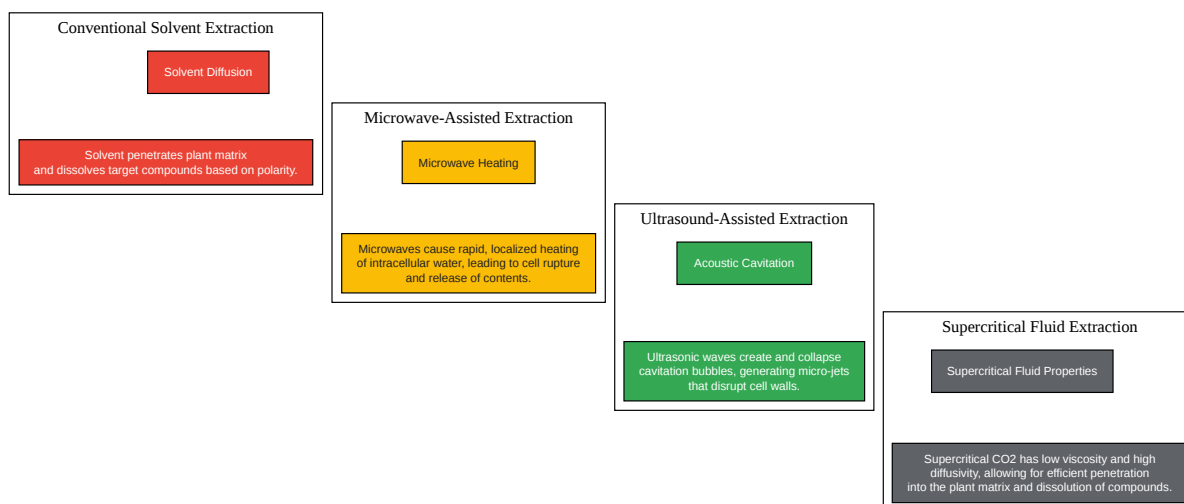 Conventional Solvent Extraction
Solvent Diffusion
Solvent penetrates plant matrix
and dissolves target compounds based on polarity.
Microwave-Assisted Extraction
Microwave Heating
Microwaves cause rapid, localized heating
of intracellular water, leading to cell rupture
and release of contents.
Ultrasound-Assisted Extraction
Acoustic Cavitation
Ultrasonic waves create and collapse
cavitation bubbles, generating micro-jets
that disrupt cell walls.
Supercritical Fluid Extraction
Supercritical Fluid Properties
Supercritical CO2 has low viscosity and high
diffusivity, allowing for efficient penetration
into the plant matrix and dissolution of compounds.